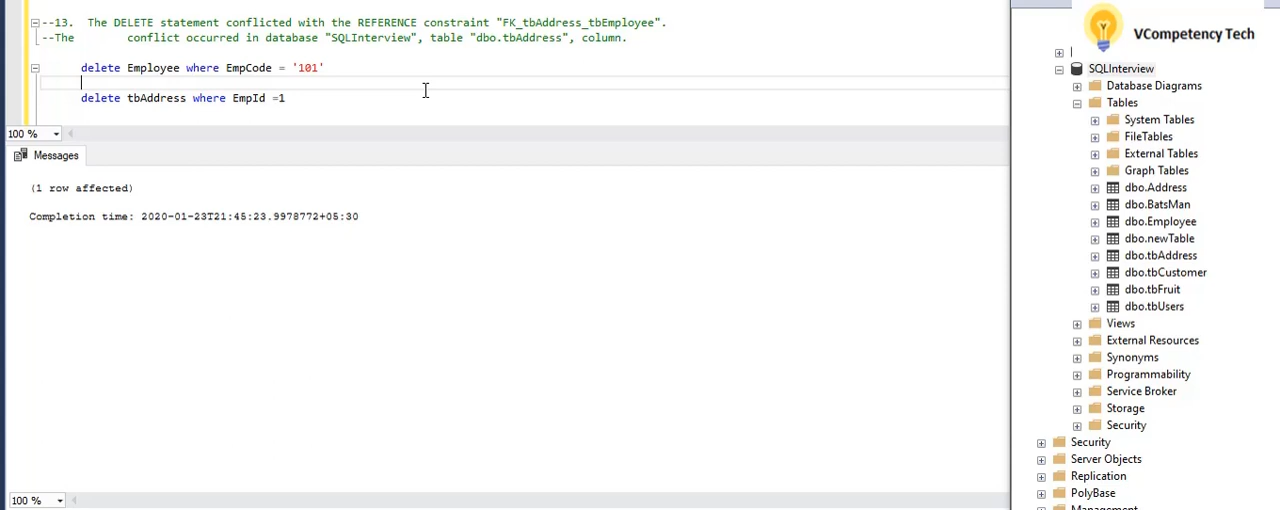 --13. The DELETE statement conflicted with the REFERENCE constraint "FK_tbAddress_tbEmployee".
--The conflict occurred in database "SQLInterview", table "dbo.tbAddress", column.
delete Employee where EmpCode = '101'
delete tbAddress where EmpId =1
100 %
Messages
(1 row affected)
Completion time: 2020-01-23T21:45:23.9978772+05:30
100 %
VCompetency Tech
SQLInterview
Database Diagrams
Tables
System Tables
FileTables
External Tables
Graph Tables
dbo.Address
dbo.BatsMan
dbo.Employee
dbo.newTable
dbo.tbAddress
dbo.tbCustomer
dbo.tbFruit
dbo.tbUsers
Views
External Resources
Synonyms
Programmability
Service Broker
Storage
Security
Security
Server Objects
Replication
PolyBase
Management